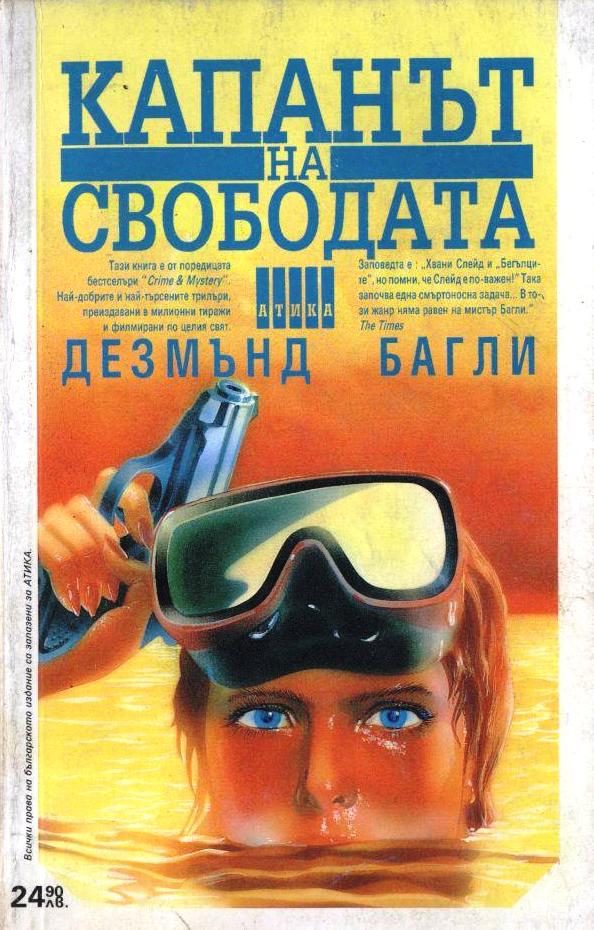 КАПАНЪТ
НА
СВОБОДАТА
Тази книга е от поредицата
бестселъри "Crime & Mystery".
Най-добрите и най-търсените трилъри,
преиздавани в милионни тиражи
и филмирани по целия свят.
АТИКА
Заповедта е : „Хвани Слейд и „Бегълци-
те", но помни, че Слейд е по-важен!" Така
започва една смъртоносна задача... В то-,
зи жанр няма равен на мистър Багли."
The Times
ДЕЗМЪНД БАГЛИ
Всички права на българското издание са запазени за АТИКА.
24 90 лв.